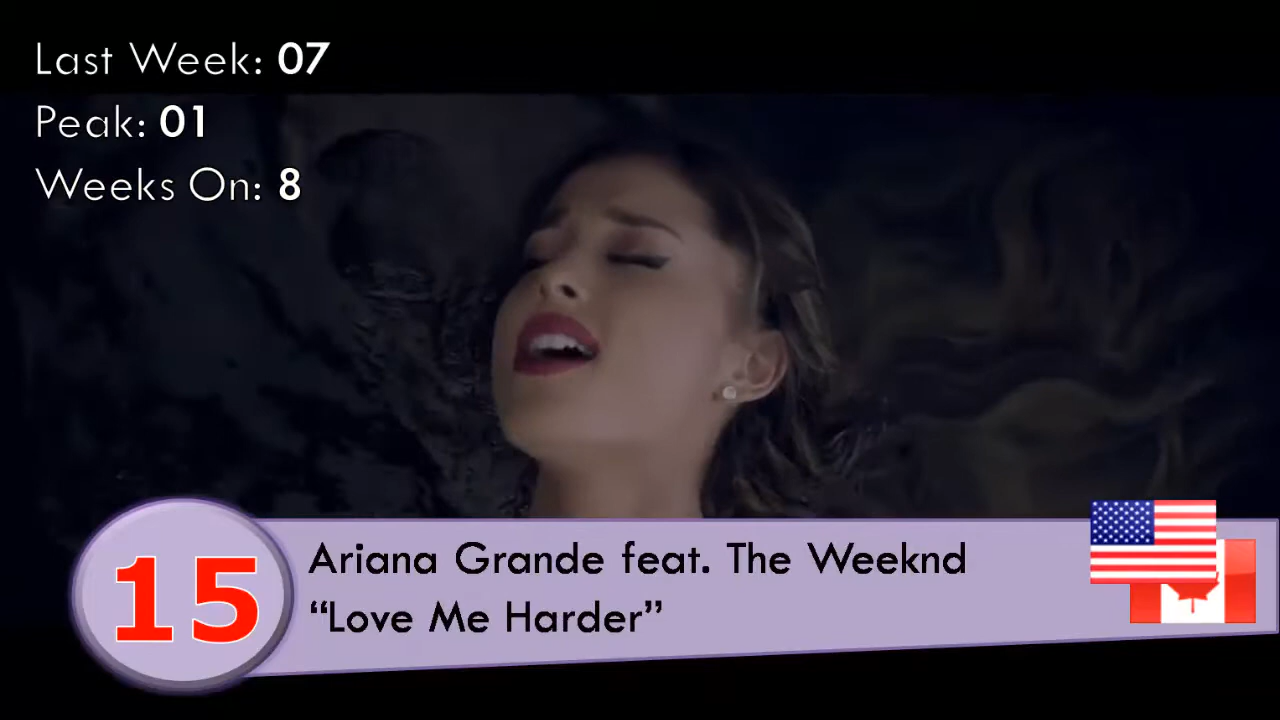 Last Week: 07
Peak: 01
Weeks On: 8
15
Ariana Grande feat. The Weeknd
“Love Me Harder”